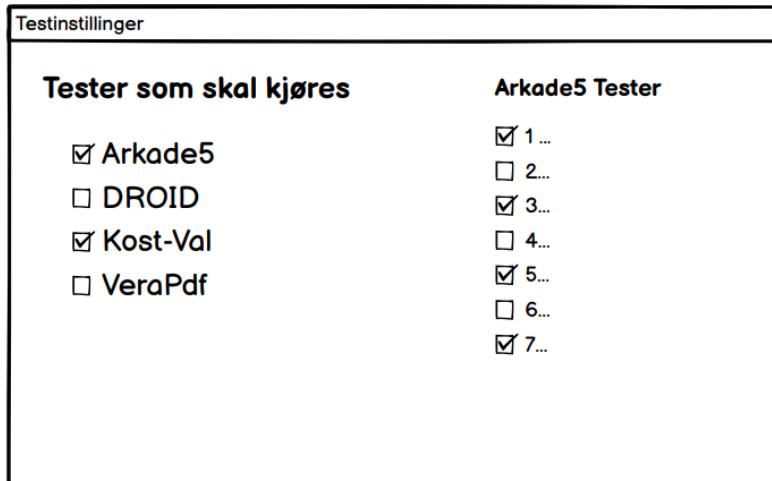 Testinstillinger
Tester som skal kjøres
Arkade5
DROID
Kost-Val
VeraPdf
Arkade5 Tester
1 ...
2...
3...
4...
5...
6...
7...